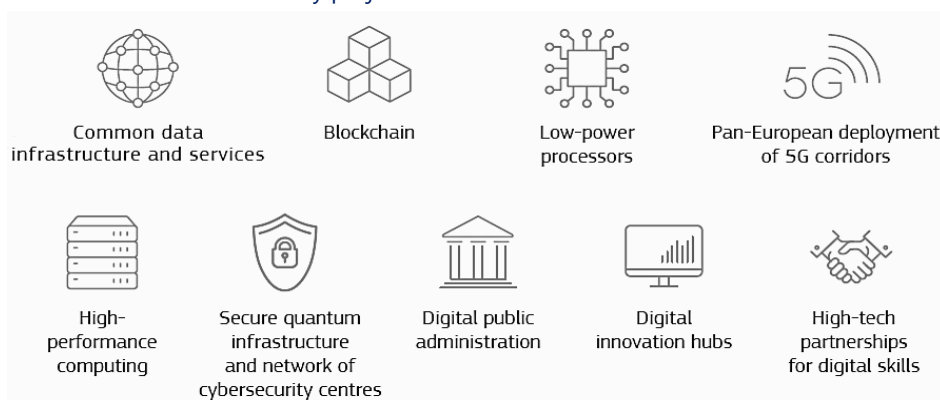 Common data
infrastructure and services
Blockchain
Low-power
processors
5G
Pan-European deployment
of 5G corridors
High-
performance
computing
Secure quantum
infrastructure
and network of
cybersecurity centres
Digital public
administration
Digital
innovation hubs
High-tech
partnerships
for digital skills